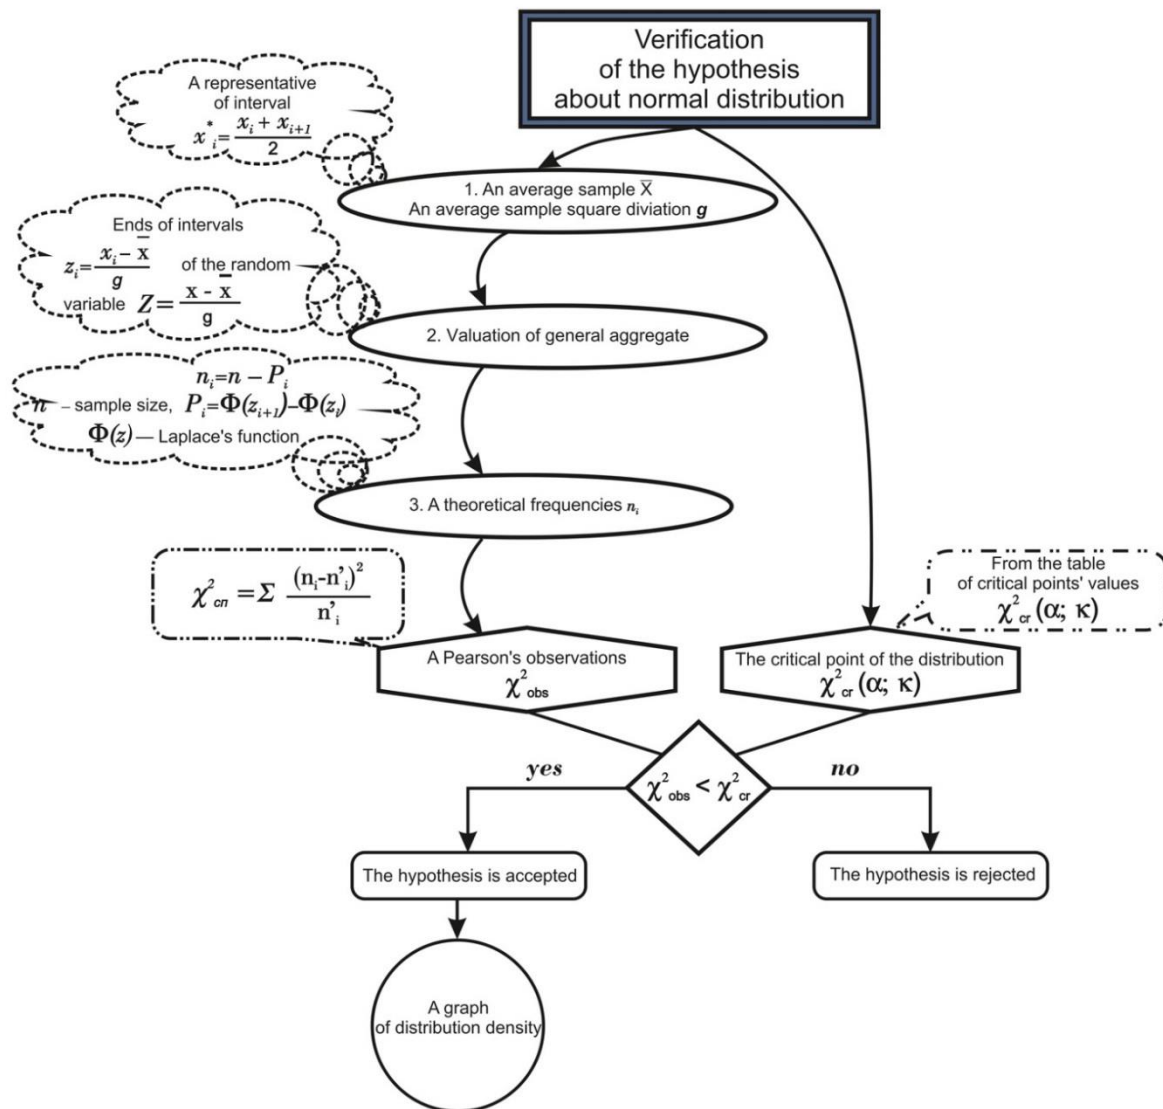 Verification
of the hypothesis
about normal distribution
A representative
of interval
x*i = (xi + xi+1) / 2
1. An average sample X̅
An average sample square diviation g
Ends of intervals
zi = (xi - x̅) / g of the random
variable Z = (x - x̅) / g
2. Valuation of general aggregate
ni=n – Pi
n – sample size, Pi=Φ(zi+1)–Φ(zi)
Φ(z) — Laplace's function
3. A theoretical frequencies ni
χ²сп = Σ (ni-n'i)² / n'i
From the table
of critical points' values
χ²cr (α; κ)
A Pearson's observations
χ²obs
The critical point of the distribution
χ²cr (α; κ)
yes
no
χ²obs < χ²cr
The hypothesis is accepted
The hypothesis is rejected
A graph
of distribution density